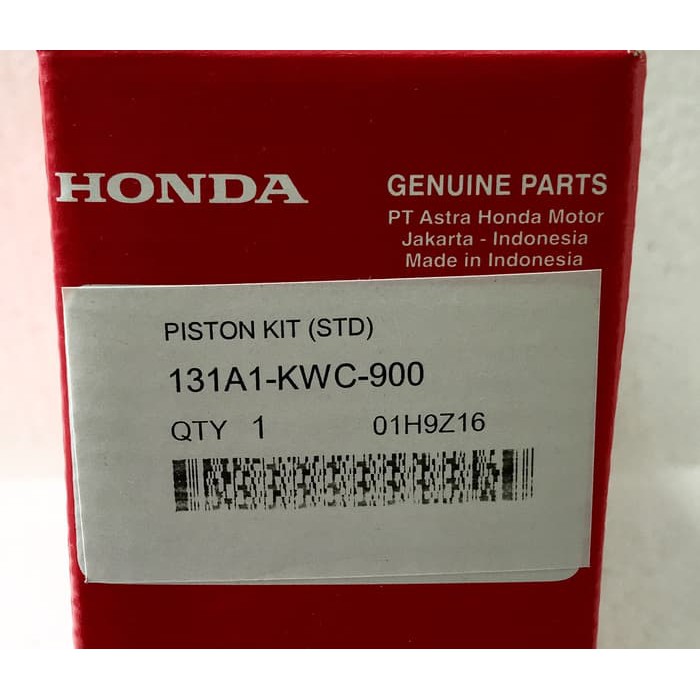 HONDA
GENUINE PARTS
PT Astra Honda Motor
Jakarta - Indonesia
Made in Indonesia
PISTON KIT (STD)
131A1-KWC-900
QTY 1 01H9Z16